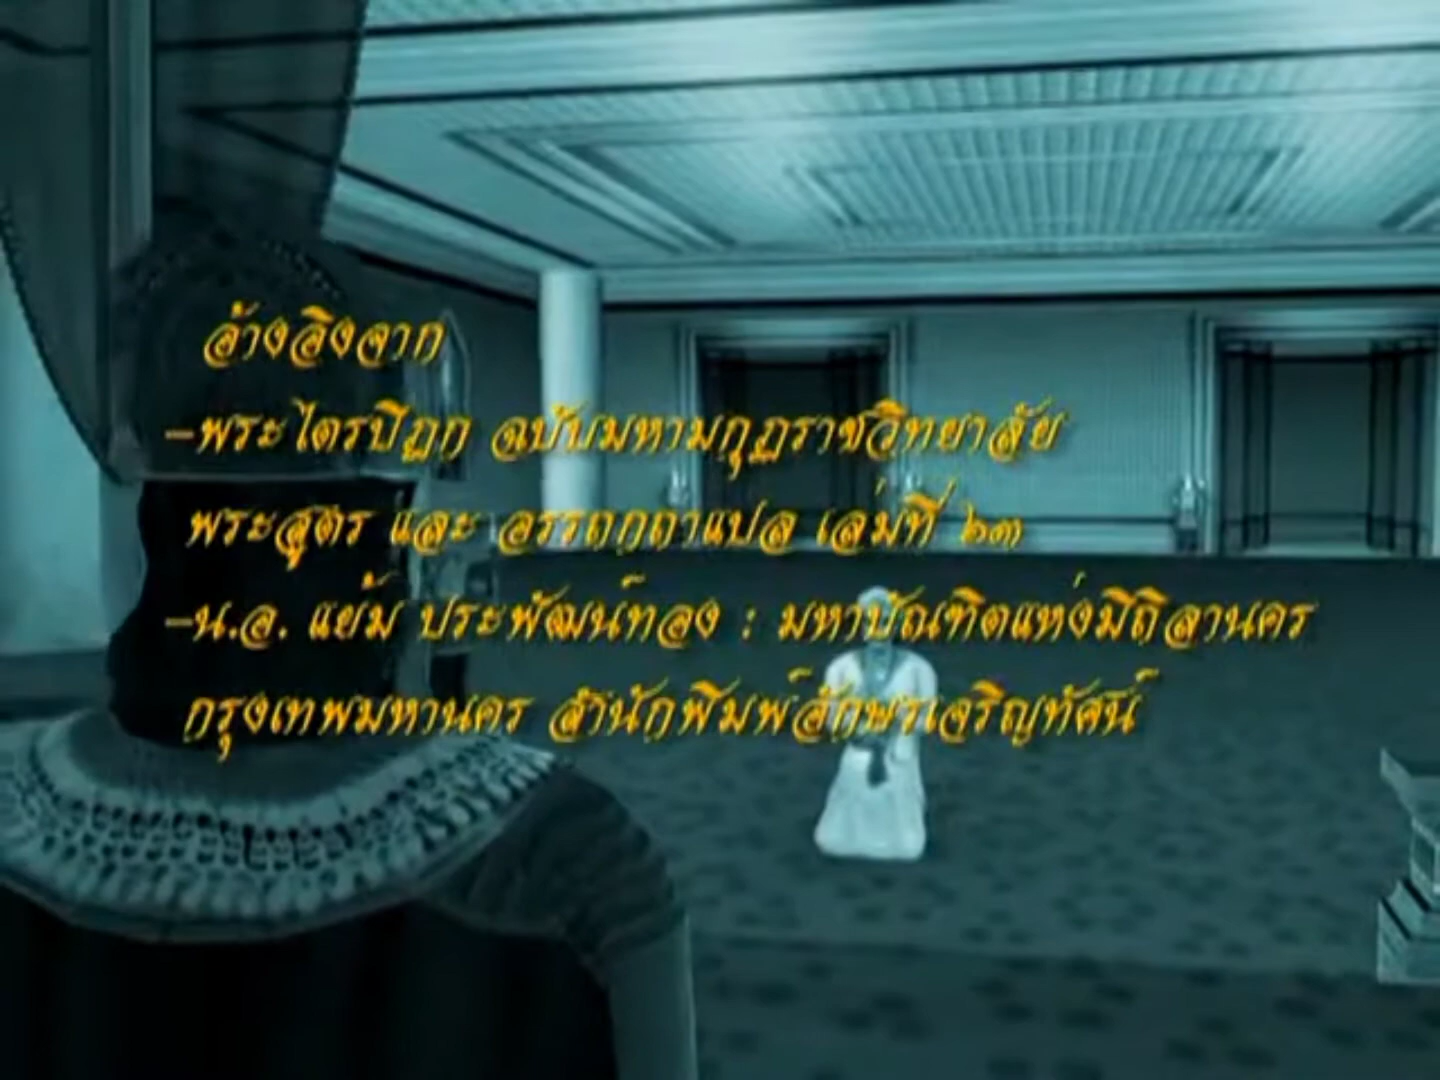 อ้างอิงจาก
-พระไตรปิฎก ฉบับมหามกุฏราชวิทยาลัย
พระสูตร และ อรรถกถาแปล เล่มที่ ๖๓
-น.อ. แย้ม ประพัฒน์ทอง : มหาบัณฑิตแห่งมิถิลานคร
กรุงเทพมหานคร สำนักพิมพ์อักษรเจริญทัศน์